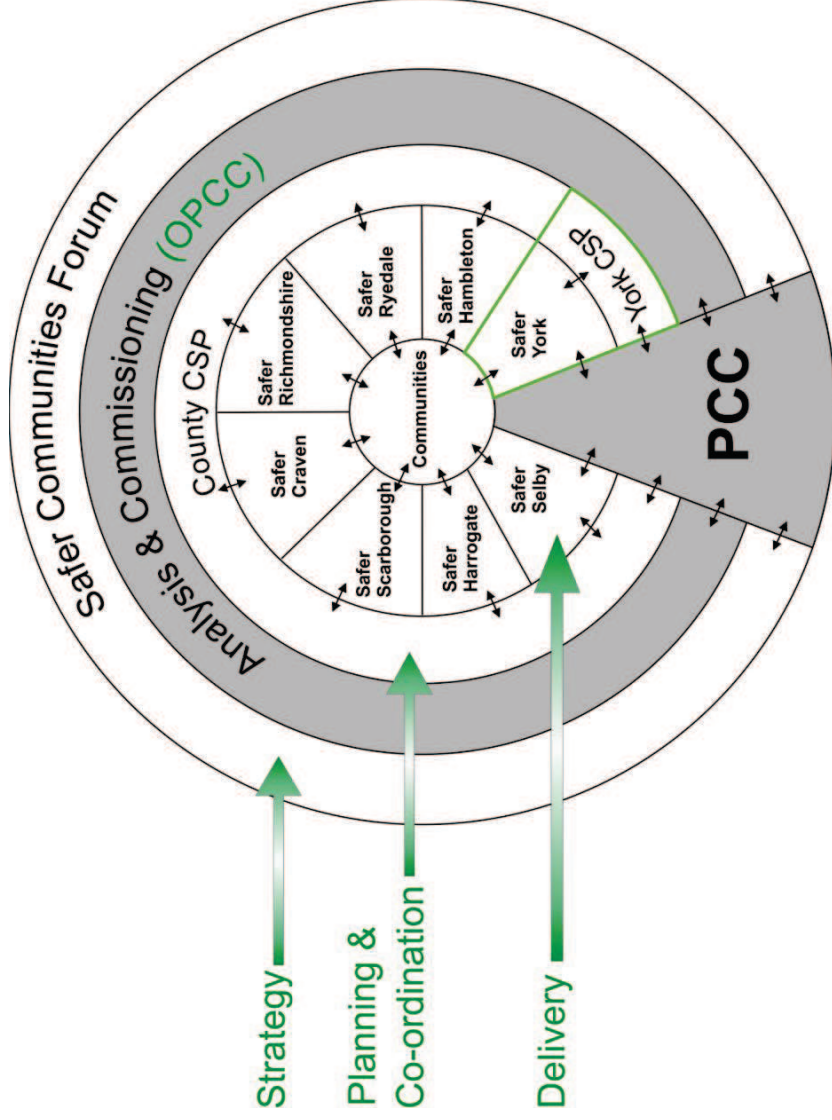 Safer Communities Forum
Analysis & Commissioning (OPCC)
County CSP
Safer
Craven
Safer
Richmondshire
Safer
Ryedale
Safer
Hambleton
Safer
York
York CSP
Safer
Scarborough
Safer
Harrogate
Safer
Selby
Communities
PCC
Strategy
Planning &
Co-ordination
Delivery